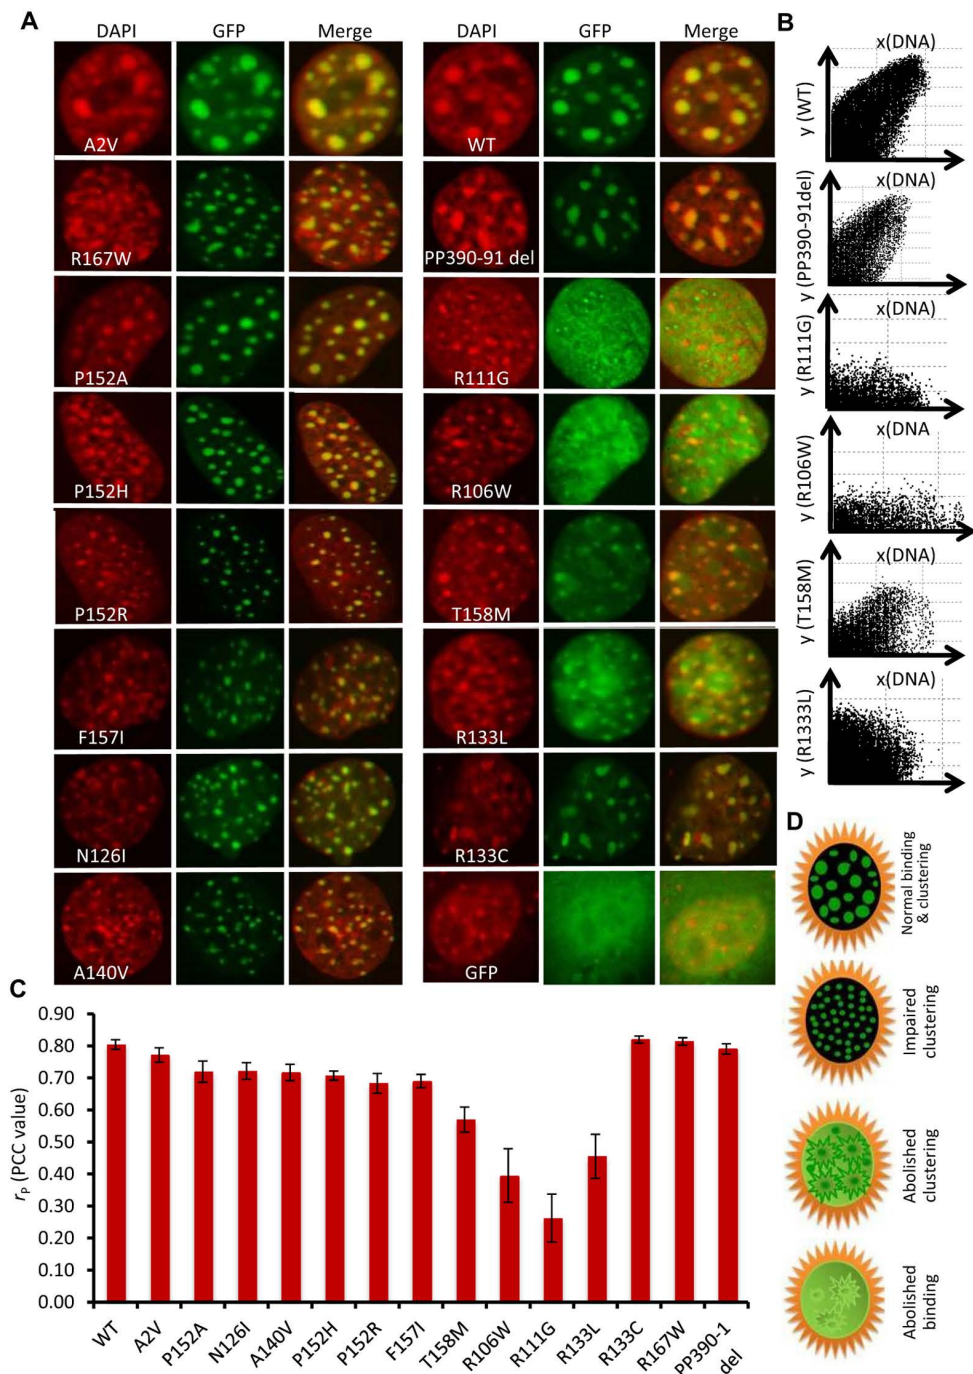 A
DAPI GFP Merge DAPI GFP Merge
A2V WT
R167W PP390-91 del
P152A R111G
P152H R106W
P152R T158M
F157I R133L
N126I R133C
A140V GFP
B
x(DNA)
y (WT)
x(DNA)
y (PP390-91del)
x(DNA)
y (R111G)
x(DNA
y (R106W)
x(DNA)
y (T158M)
x(DNA)
y (R1333L)
C
rP (PCC value)
0.90
0.80
0.70
0.60
0.50
0.40
0.30
0.20
0.10
0.00
WT A2V P152A N126I A140V P152H P152R F157I T158M R106W R111G R133L R133C R167W PP390-1
del
D
Normal binding
& clustering
Impaired
clustering
Abolished
clustering
Abolished
binding